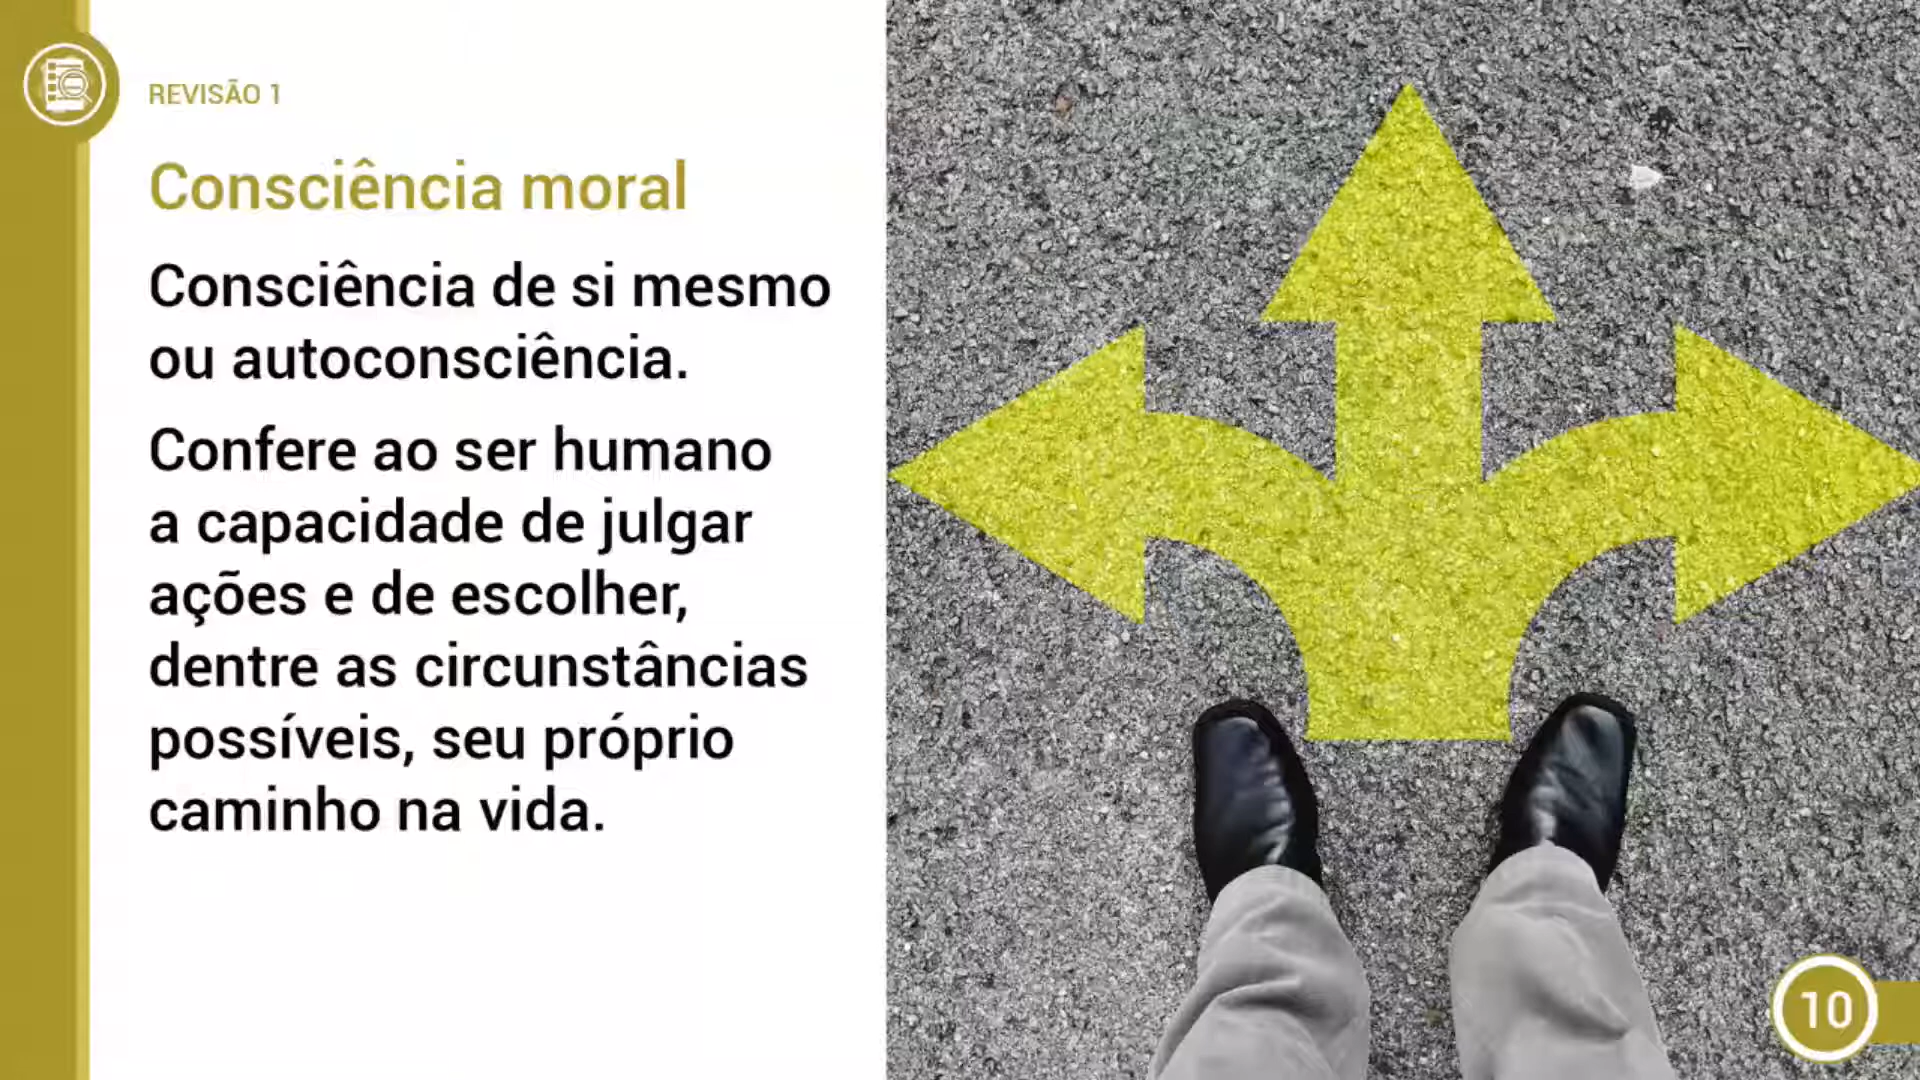 REVISÃO 1
Consciência moral
Consciência de si mesmo
ou autoconsciência.
Confere ao ser humano
a capacidade de julgar
ações e de escolher,
dentre as circunstâncias
possíveis, seu próprio
caminho na vida.
10